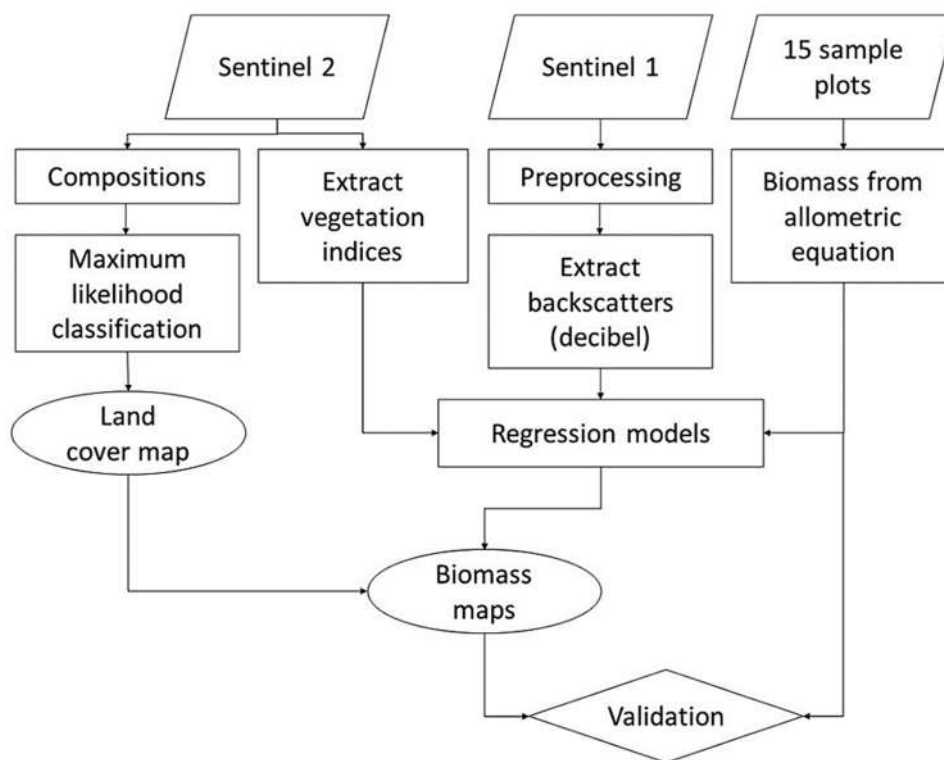 Sentinel 2
Sentinel 1
15 sample
plots
Compositions
Extract
vegetation
indices
Preprocessing
Biomass from
allometric
equation
Maximum
likelihood
classification
Extract
backscatters
(decibel)
Land
cover map
Regression models
Biomass
maps
Validation